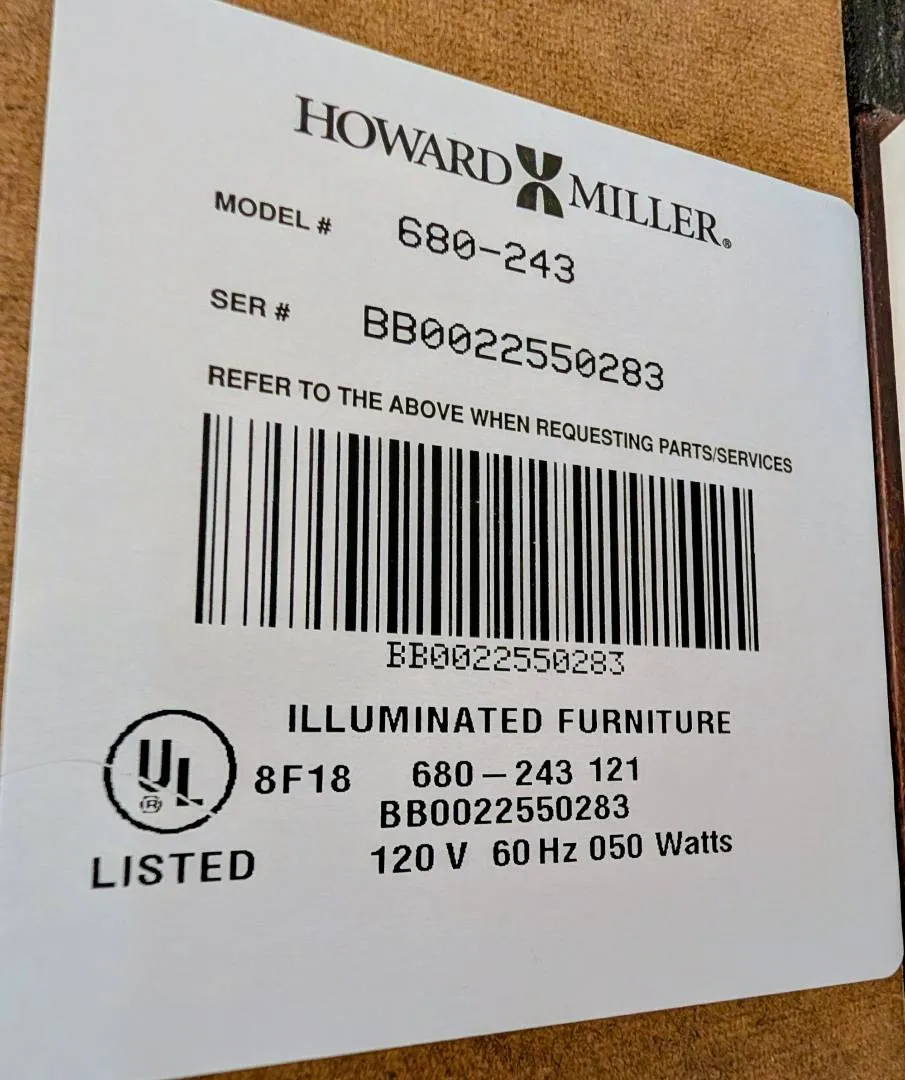 HOWARD MILLER®
MODEL # 680-243
SER # BB0022550283
REFER TO THE ABOVE WHEN REQUESTING PARTS/SERVICES
BB0022550283
ILLUMINATED FURNITURE
UL ® 8F18 680-243 121
BB0022550283
LISTED 120 V 60 Hz 050 Watts